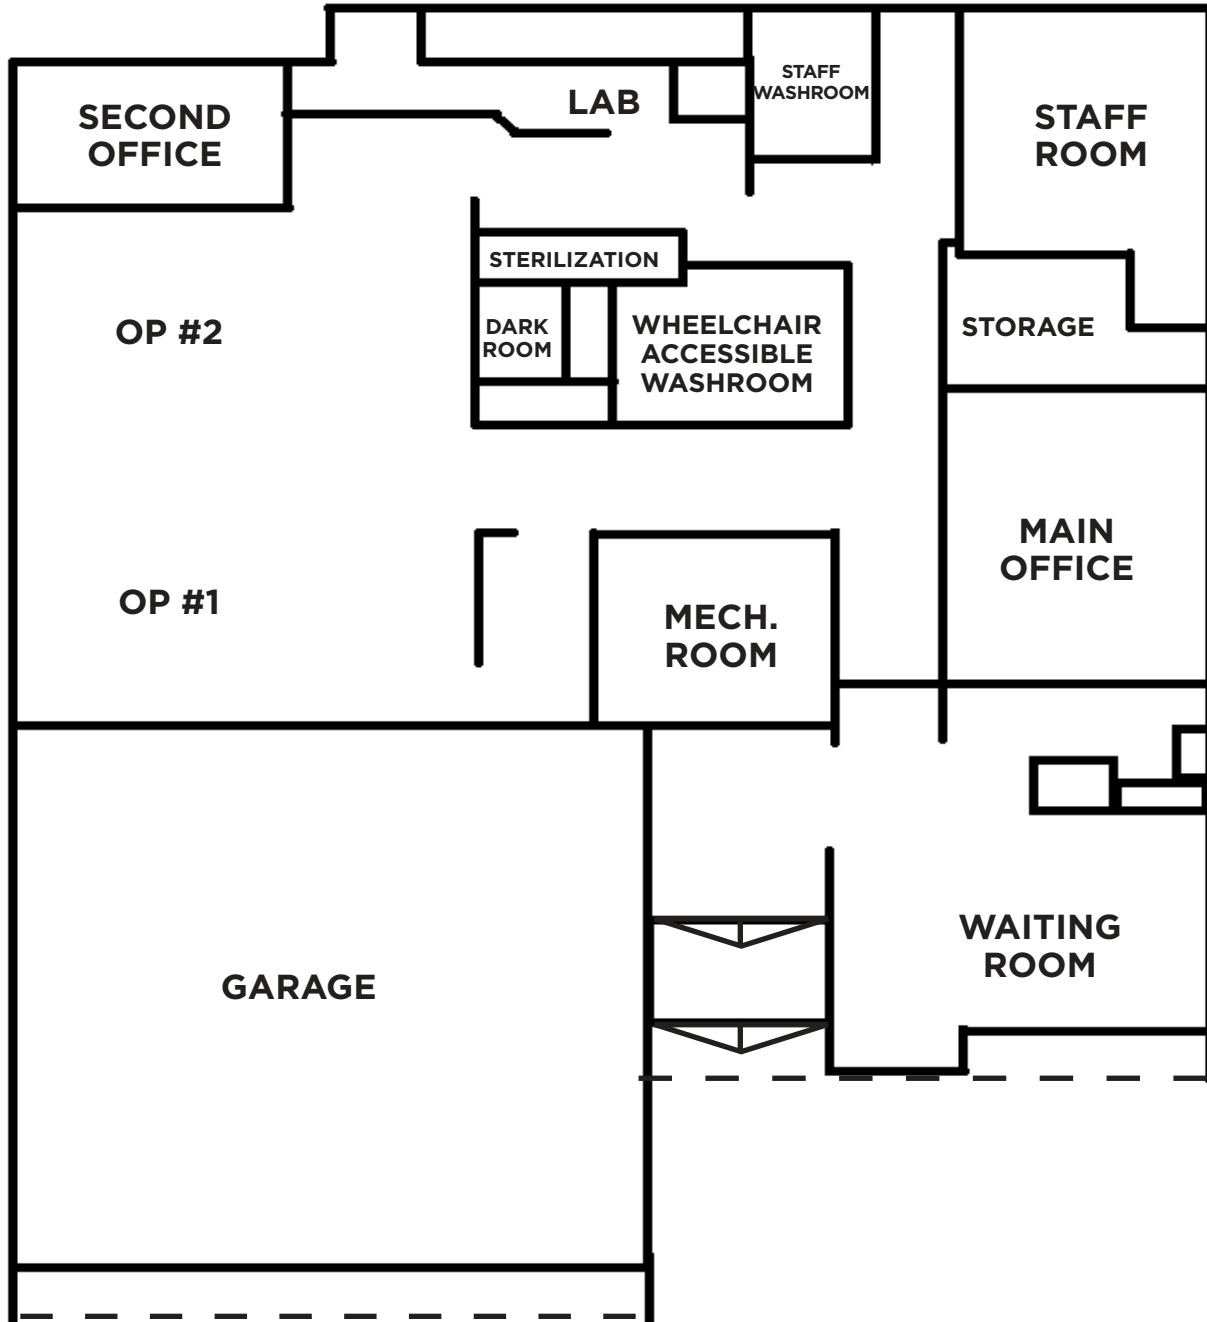 STAFF
WASHROOM
SECOND
OFFICE
LAB
STAFF
ROOM
STERILIZATION
OP #2
DARK
ROOM
WHEELCHAIR
ACCESSIBLE
WASHROOM
STORAGE
MAIN
OFFICE
OP #1
MECH.
ROOM
WAITING
ROOM
GARAGE